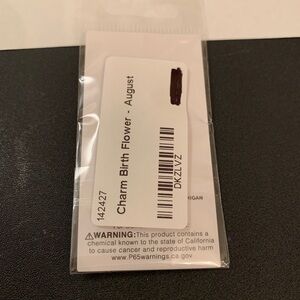 Charm Birth Flower - August
142427
DKZLVZ
⚠WARNING: This product contains a
chemical known to the state of California
to cause cancer and reproductive harm
www.P65warnings.ca.gov